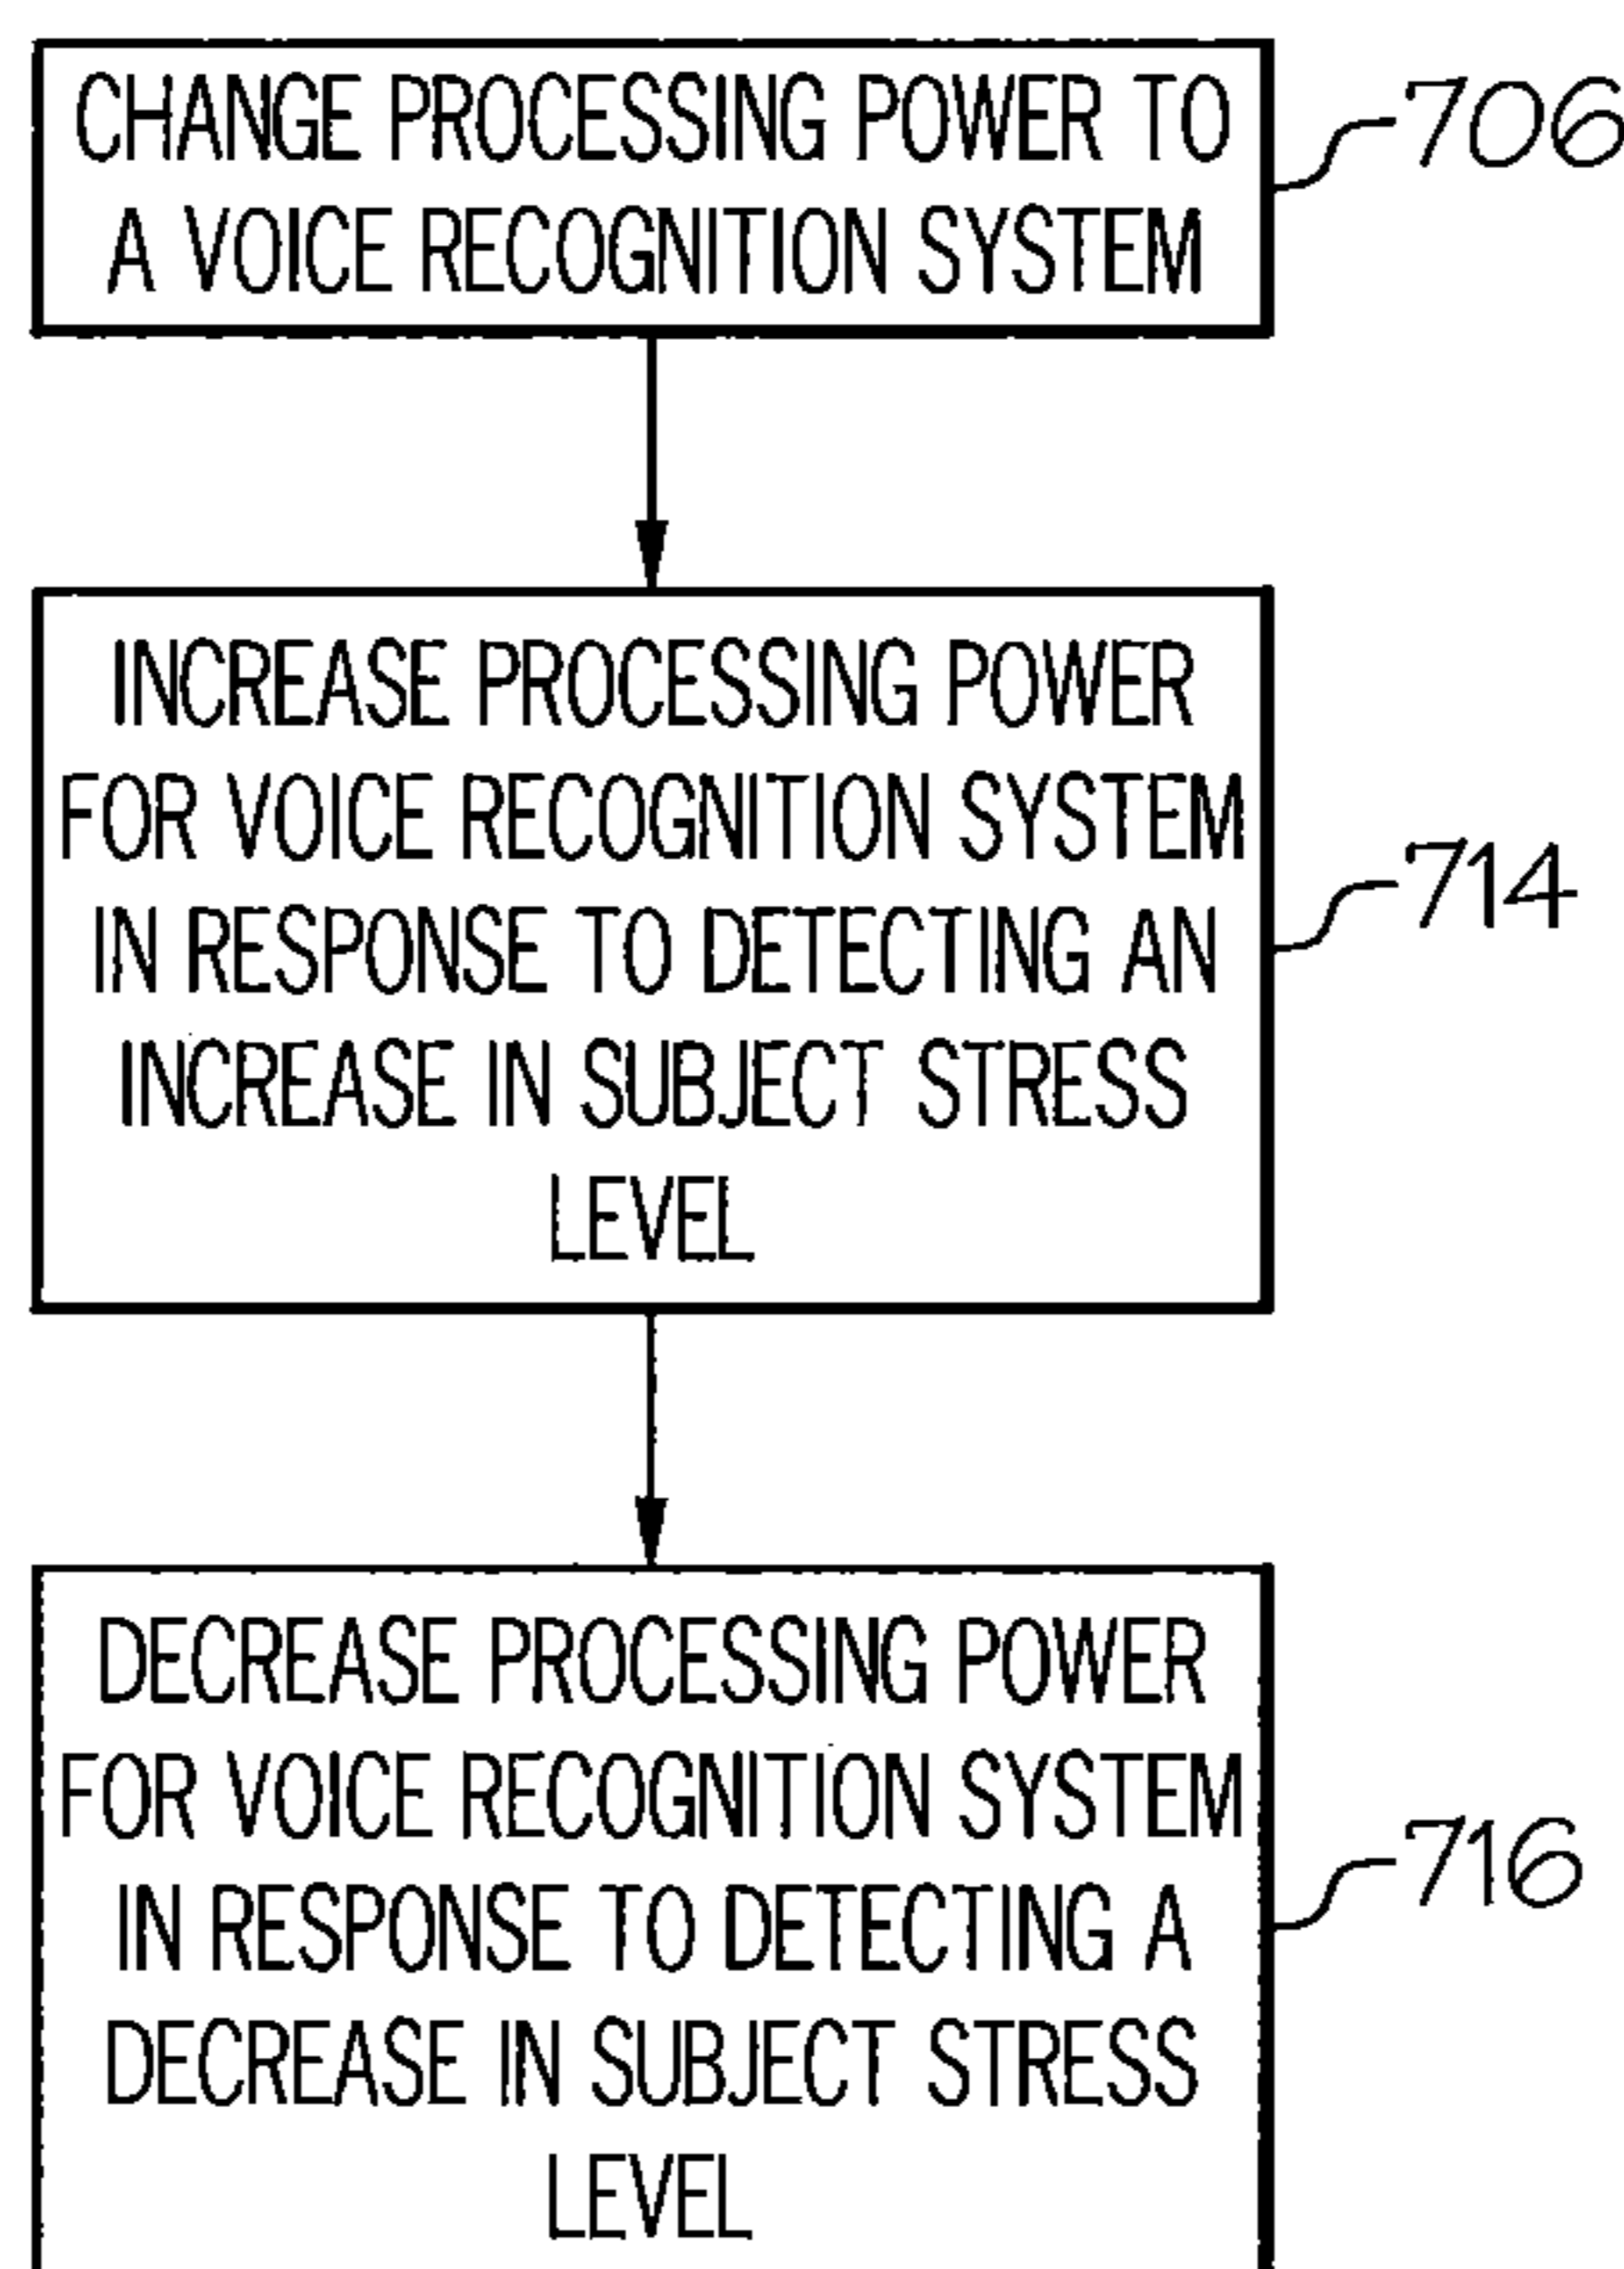 CHANGE PROCESSING POWER TO
A VOICE RECOGNITION SYSTEM
706
INCREASE PROCESSING POWER
FOR VOICE RECOGNITION SYSTEM
IN RESPONSE TO DETECTING AN
INCREASE IN SUBJECT STRESS
LEVEL
714
DECREASE PROCESSING POWER
FOR VOICE RECOGNITION SYSTEM
IN RESPONSE TO DETECTING A
DECREASE IN SUBJECT STRESS
LEVEL
716